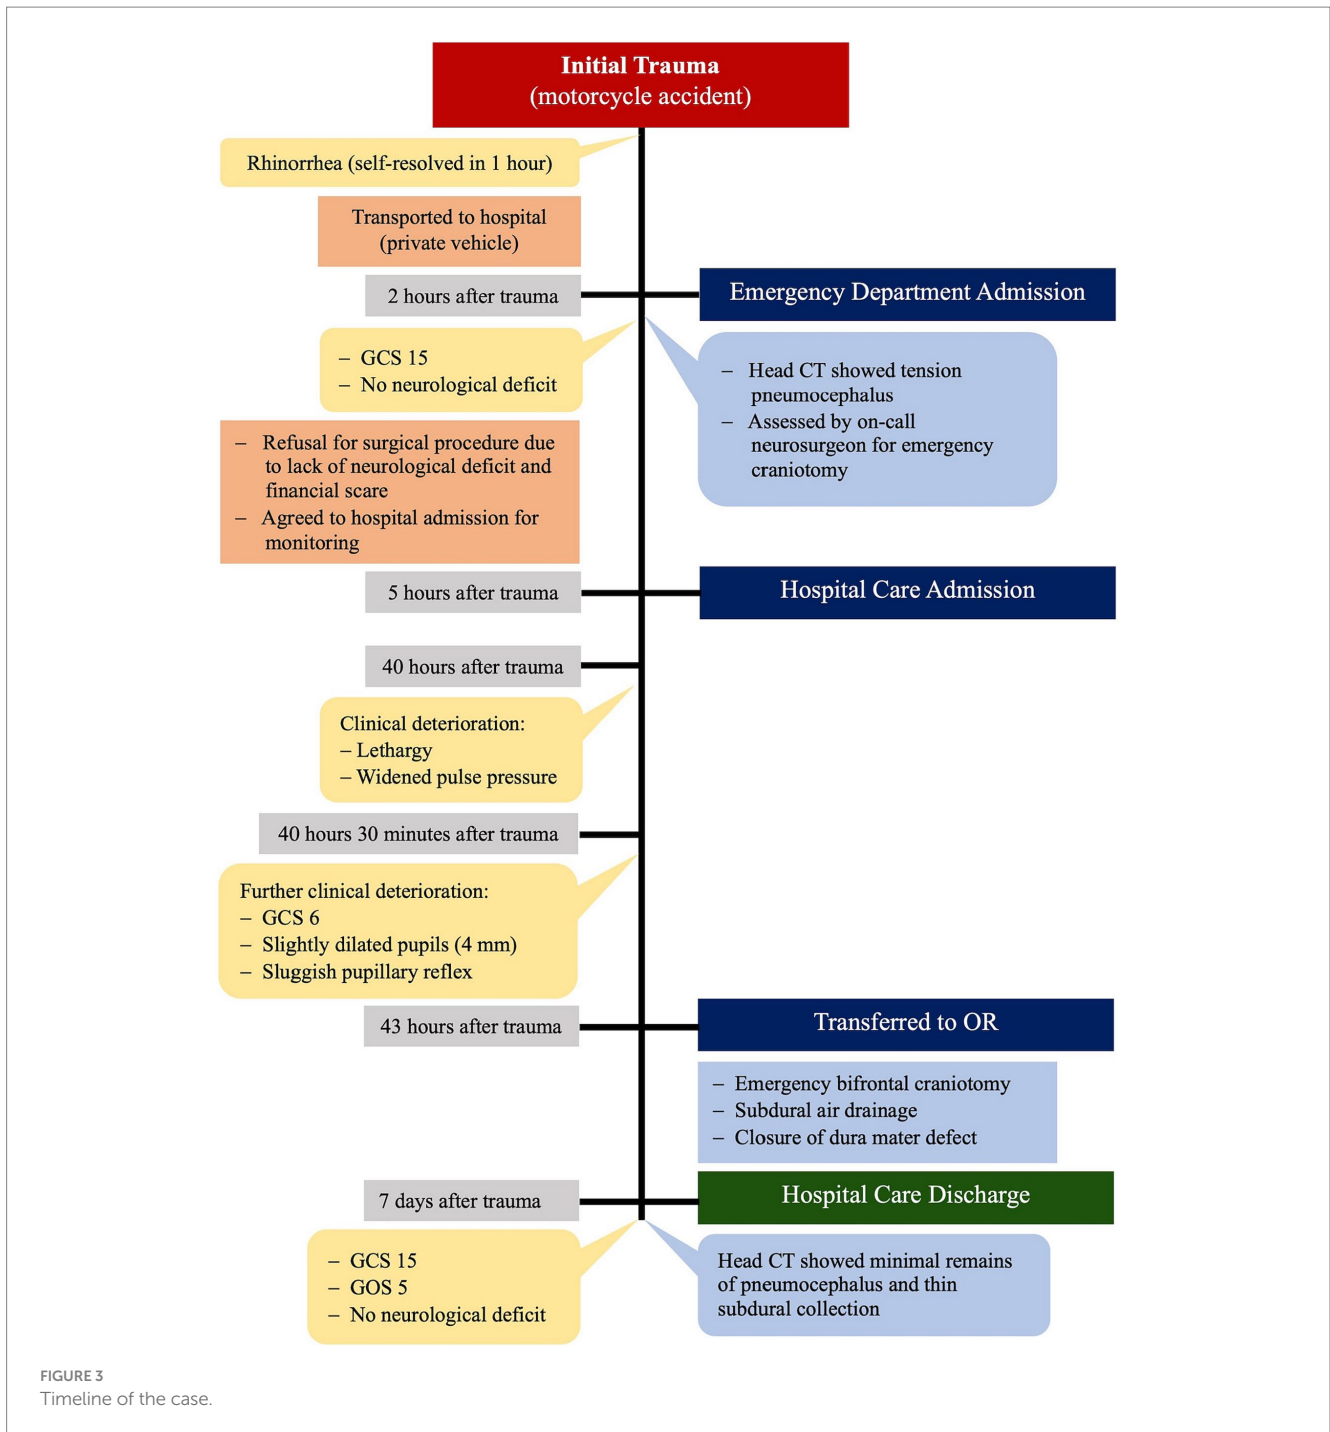 Initial Trauma
(motorcycle accident)
Rhinorrhea (self-resolved in 1 hour)
Transported to hospital
(private vehicle)
2 hours after trauma
Emergency Department Admission
– GCS 15
– No neurological deficit
– Head CT showed tension
pneumocephalus
– Assessed by on-call
neurosurgeon for emergency
craniotomy
– Refusal for surgical procedure due
to lack of neurological deficit and
financial scare
– Agreed to hospital admission for
monitoring
5 hours after trauma
Hospital Care Admission
40 hours after trauma
Clinical deterioration:
– Lethargy
– Widened pulse pressure
40 hours 30 minutes after trauma
Further clinical deterioration:
– GCS 6
– Slightly dilated pupils (4 mm)
– Sluggish pupillary reflex
43 hours after trauma
Transferred to OR
– Emergency bifrontal craniotomy
– Subdural air drainage
– Closure of dura mater defect
7 days after trauma
Hospital Care Discharge
– GCS 15
– GOS 5
– No neurological deficit
Head CT showed minimal remains
of pneumocephalus and thin
subdural collection
FIGURE 3
Timeline of the case.